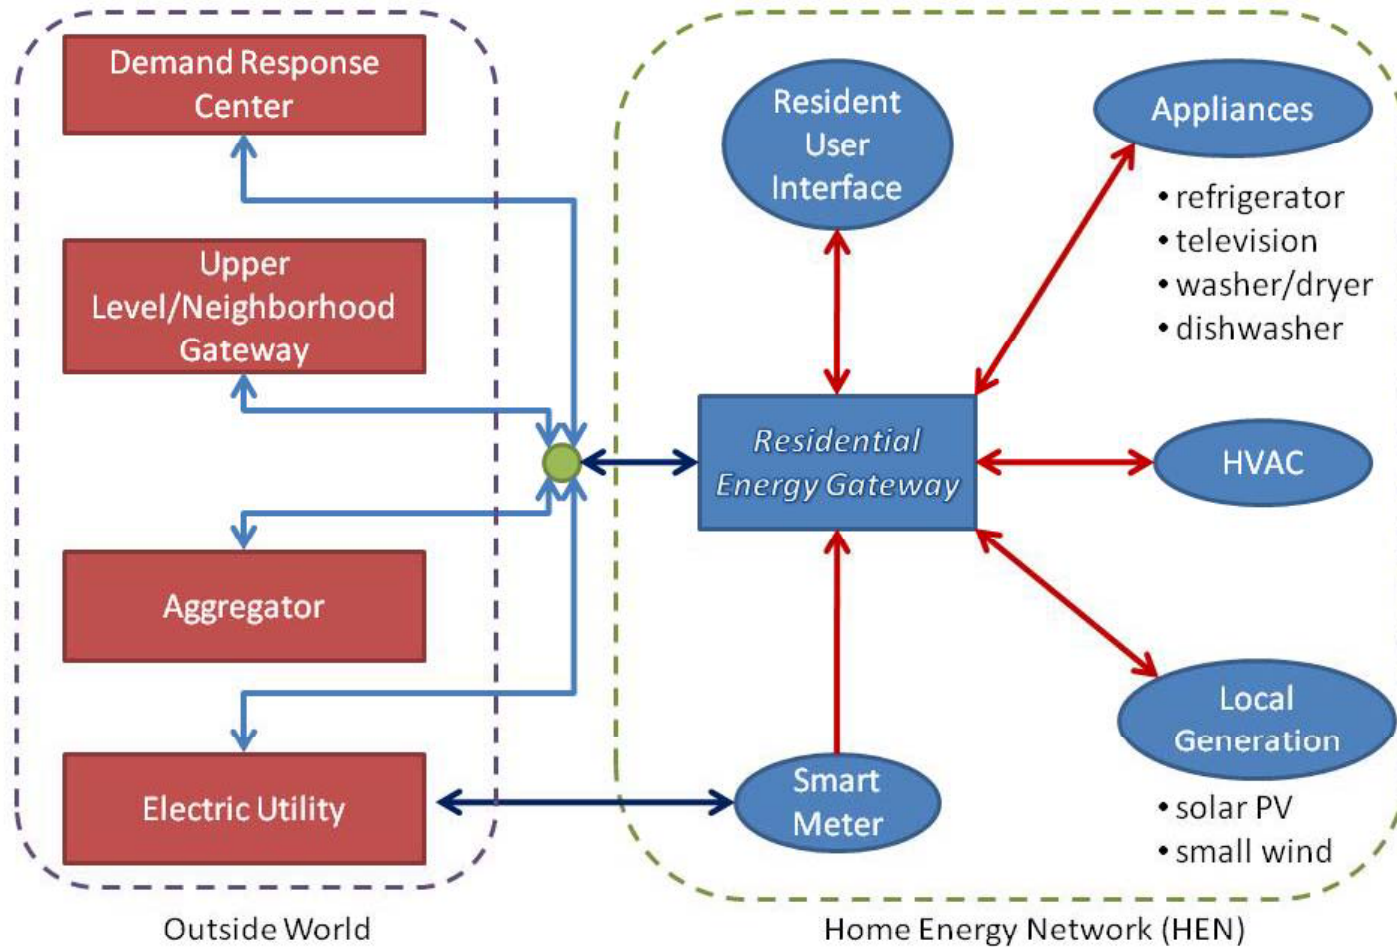 Demand Response
Center
Upper
Level/Neighborhood
Gateway
Aggregator
Electric Utility
Outside World
Resident
User
Interface
Appliances
• refrigerator
• television
• washer/dryer
• dishwasher
Residential
Energy Gateway
HVAC
Local
Generation
• solar PV
• small wind
Smart
Meter
Home Energy Network (HEN)